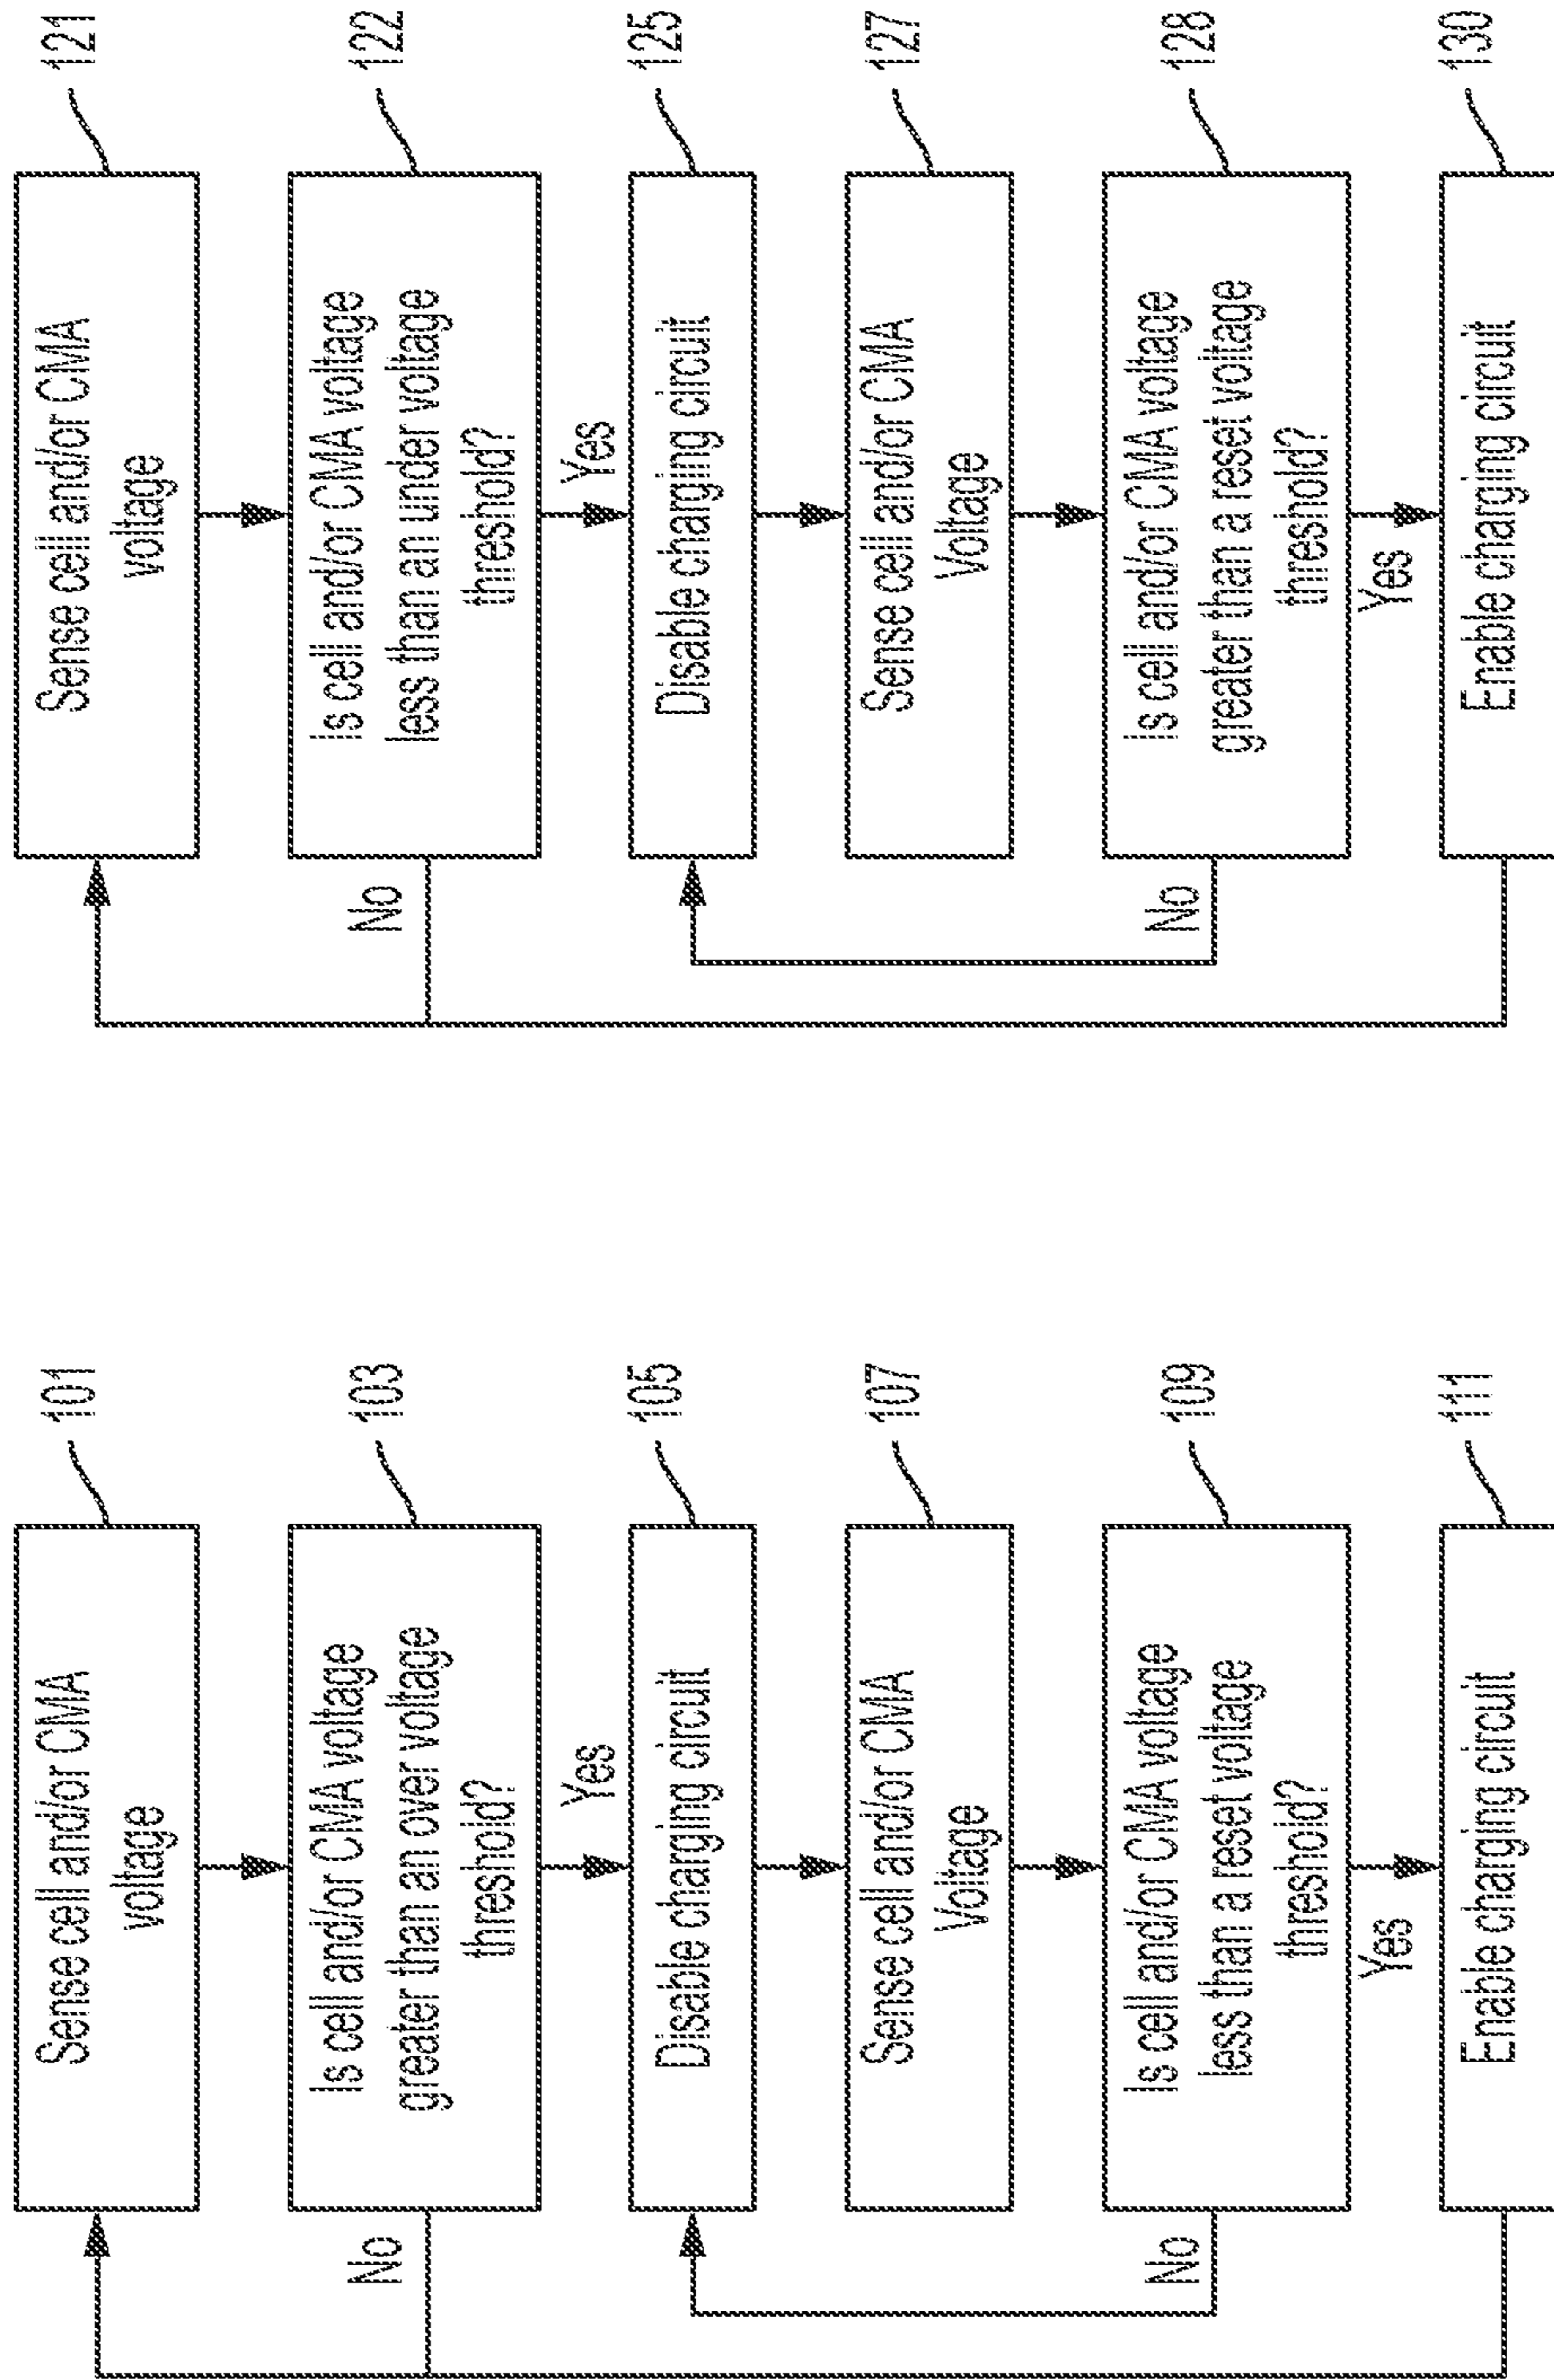 Sense cell and/or CMA
voltage
101
Is cell and/or CMA voltage
greater than an over voltage
threshold?
103
No
Yes
Disable charging circuit
105
Sense cell and/or CMA
Voltage
107
Is cell and/or CMA voltage
less than a reset voltage
threshold?
109
No
Yes
Enable charging circuit
111
Sense cell and/or CMA
voltage
121
Is cell and/or CMA voltage
less than an under voltage
threshold?
122
No
Yes
Disable charging circuit
125
Sense cell and/or CMA
Voltage
127
Is cell and/or CMA voltage
greater than a reset voltage
threshold?
128
No
Yes
Enable charging circuit
130